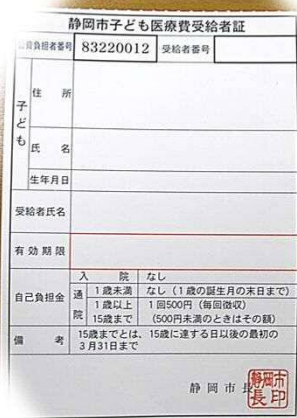 静岡市子ども医療費受給者証
公費負担者番号 83220012 受給者番号
子ども
住所
氏名
生年月日
受給者氏名
有効期限
自己負担金
入院 なし
通院
1歳未満 なし（1歳の誕生月の末日まで）
1歳以上 1回500円（毎回徴収）
15歳まで （500円未満のときはその額）
備考 15歳までとは、15歳に達する日以後の最初の
3月31日まで
静岡市長
静岡市長印